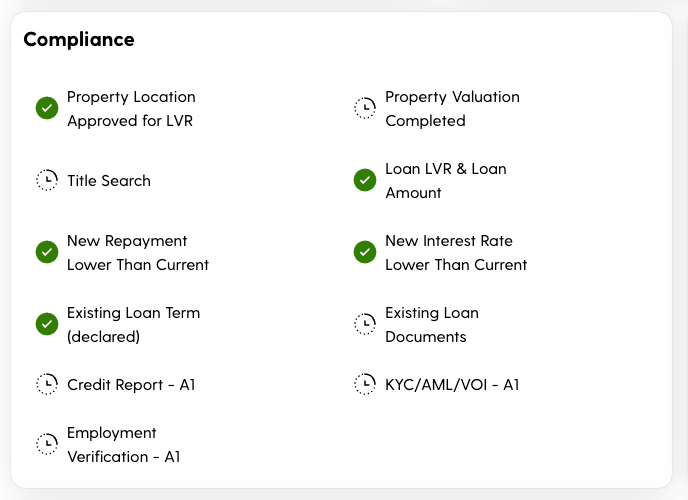 Compliance
Property Location
Approved for LVR
Property Valuation
Completed
Title Search
Loan LVR & Loan
Amount
New Repayment
Lower Than Current
New Interest Rate
Lower Than Current
Existing Loan Term
(declared)
Existing Loan
Documents
Credit Report - A1
KYC/AML/VOI - A1
Employment
Verification - A1